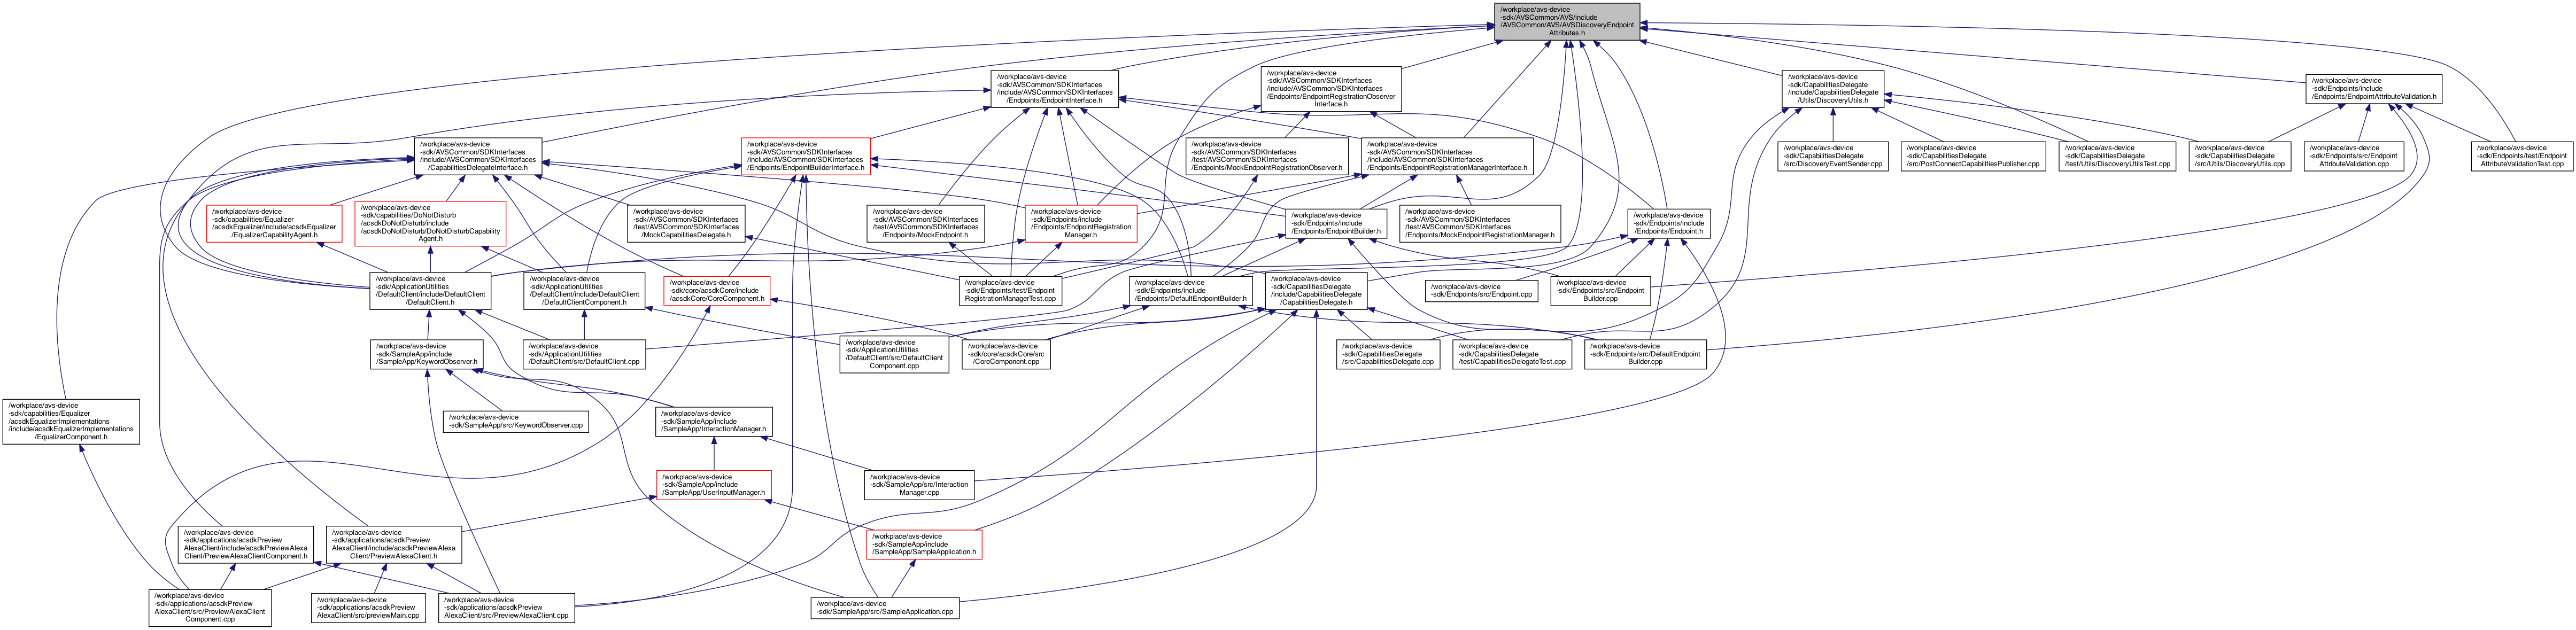 /workplace/avs-device
-sdk/AVSCommon/AVS/include
/AVSCommon/AVS/AVSDiscoveryEndpoint
Attributes.h
/workplace/avs-device
-sdk/AVSCommon/SDKInterfaces
/include/AVSCommon/SDKInterfaces
/Endpoints/EndpointInterface.h
/workplace/avs-device
-sdk/AVSCommon/SDKInterfaces
/include/AVSCommon/SDKInterfaces
/Endpoints/EndpointRegistrationObserver
Interface.h
/workplace/avs-device
-sdk/CapabilitiesDelegate
/include/CapabilitiesDelegate
/Utils/DiscoveryUtils.h
/workplace/avs-device
-sdk/Endpoints/include
/Endpoints/EndpointAttributeValidation.h
/workplace/avs-device
-sdk/AVSCommon/SDKInterfaces
/include/AVSCommon/SDKInterfaces
/CapabilitiesDelegateInterface.h
/workplace/avs-device
-sdk/AVSCommon/SDKInterfaces
/include/AVSCommon/SDKInterfaces
/Endpoints/EndpointBuilderInterface.h
/workplace/avs-device
-sdk/AVSCommon/SDKInterfaces
/test/AVSCommon/SDKInterfaces
/Endpoints/MockEndpointRegistrationObserver.h
/workplace/avs-device
-sdk/AVSCommon/SDKInterfaces
/include/AVSCommon/SDKInterfaces
/Endpoints/EndpointRegistrationManagerInterface.h
/workplace/avs-device
-sdk/CapabilitiesDelegate
/src/DiscoveryEventSender.cpp
/workplace/avs-device
-sdk/CapabilitiesDelegate
/src/PostConnectCapabilitiesPublisher.cpp
/workplace/avs-device
-sdk/CapabilitiesDelegate
/test/Utils/DiscoveryUtilsTest.cpp
/workplace/avs-device
-sdk/CapabilitiesDelegate
/src/Utils/DiscoveryUtils.cpp
/workplace/avs-device
-sdk/Endpoints/src/Endpoint
AttributeValidation.cpp
/workplace/avs-device
-sdk/Endpoints/test/Endpoint
AttributeValidationTest.cpp
/workplace/avs-device
-sdk/capabilities/Equalizer
/acsdkEqualizer/include/acsdkEqualizer
/EqualizerCapabilityAgent.h
/workplace/avs-device
-sdk/capabilities/DoNotDisturb
/acsdkDoNotDisturb/include
/acsdkDoNotDisturb/DoNotDisturbCapability
Agent.h
/workplace/avs-device
-sdk/AVSCommon/SDKInterfaces
/test/AVSCommon/SDKInterfaces
/MockCapabilitiesDelegate.h
/workplace/avs-device
-sdk/AVSCommon/SDKInterfaces
/test/AVSCommon/SDKInterfaces
/Endpoints/MockEndpoint.h
/workplace/avs-device
-sdk/Endpoints/include
/Endpoints/EndpointRegistration
Manager.h
/workplace/avs-device
-sdk/Endpoints/include
/Endpoints/EndpointBuilder.h
/workplace/avs-device
-sdk/AVSCommon/SDKInterfaces
/test/AVSCommon/SDKInterfaces
/Endpoints/MockEndpointRegistrationManager.h
/workplace/avs-device
-sdk/Endpoints/include
/Endpoints/Endpoint.h
/workplace/avs-device
-sdk/ApplicationUtilities
/DefaultClient/include/DefaultClient
/DefaultClient.h
/workplace/avs-device
-sdk/ApplicationUtilities
/DefaultClient/include/DefaultClient
/DefaultClientComponent.h
/workplace/avs-device
-sdk/core/acsdkCore/include
/acsdkCore/CoreComponent.h
/workplace/avs-device
-sdk/Endpoints/test/Endpoint
RegistrationManagerTest.cpp
/workplace/avs-device
-sdk/Endpoints/include
/Endpoints/DefaultEndpointBuilder.h
/workplace/avs-device
-sdk/CapabilitiesDelegate
/include/CapabilitiesDelegate
/CapabilitiesDelegate.h
/workplace/avs-device
-sdk/Endpoints/src/Endpoint.cpp
/workplace/avs-device
-sdk/Endpoints/src/Endpoint
Builder.cpp
/workplace/avs-device
-sdk/SampleApp/include
/SampleApp/KeywordObserver.h
/workplace/avs-device
-sdk/ApplicationUtilities
/DefaultClient/src/DefaultClient.cpp
/workplace/avs-device
-sdk/ApplicationUtilities
/DefaultClient/src/DefaultClient
Component.cpp
/workplace/avs-device
-sdk/core/acsdkCore/src
/CoreComponent.cpp
/workplace/avs-device
-sdk/CapabilitiesDelegate
/src/CapabilitiesDelegate.cpp
/workplace/avs-device
-sdk/CapabilitiesDelegate
/test/CapabilitiesDelegateTest.cpp
/workplace/avs-device
-sdk/Endpoints/src/DefaultEndpoint
Builder.cpp
/workplace/avs-device
-sdk/capabilities/Equalizer
/acsdkEqualizerImplementations
/include/acsdkEqualizerImplementations
/EqualizerComponent.h
/workplace/avs-device
-sdk/SampleApp/src/KeywordObserver.cpp
/workplace/avs-device
-sdk/SampleApp/include
/SampleApp/InteractionManager.h
/workplace/avs-device
-sdk/SampleApp/include
/SampleApp/UserInputManager.h
/workplace/avs-device
-sdk/SampleApp/src/Interaction
Manager.cpp
/workplace/avs-device
-sdk/applications/acsdkPreview
AlexaClient/include/acsdkPreviewAlexa
Client/PreviewAlexaClientComponent.h
/workplace/avs-device
-sdk/applications/acsdkPreview
AlexaClient/include/acsdkPreviewAlexa
Client/PreviewAlexaClient.h
/workplace/avs-device
-sdk/SampleApp/include
/SampleApp/SampleApplication.h
/workplace/avs-device
-sdk/applications/acsdkPreview
AlexaClient/src/PreviewAlexaClient
Component.cpp
/workplace/avs-device
-sdk/applications/acsdkPreview
AlexaClient/src/previewMain.cpp
/workplace/avs-device
-sdk/applications/acsdkPreview
AlexaClient/src/PreviewAlexaClient.cpp
/workplace/avs-device
-sdk/SampleApp/src/SampleApplication.cpp